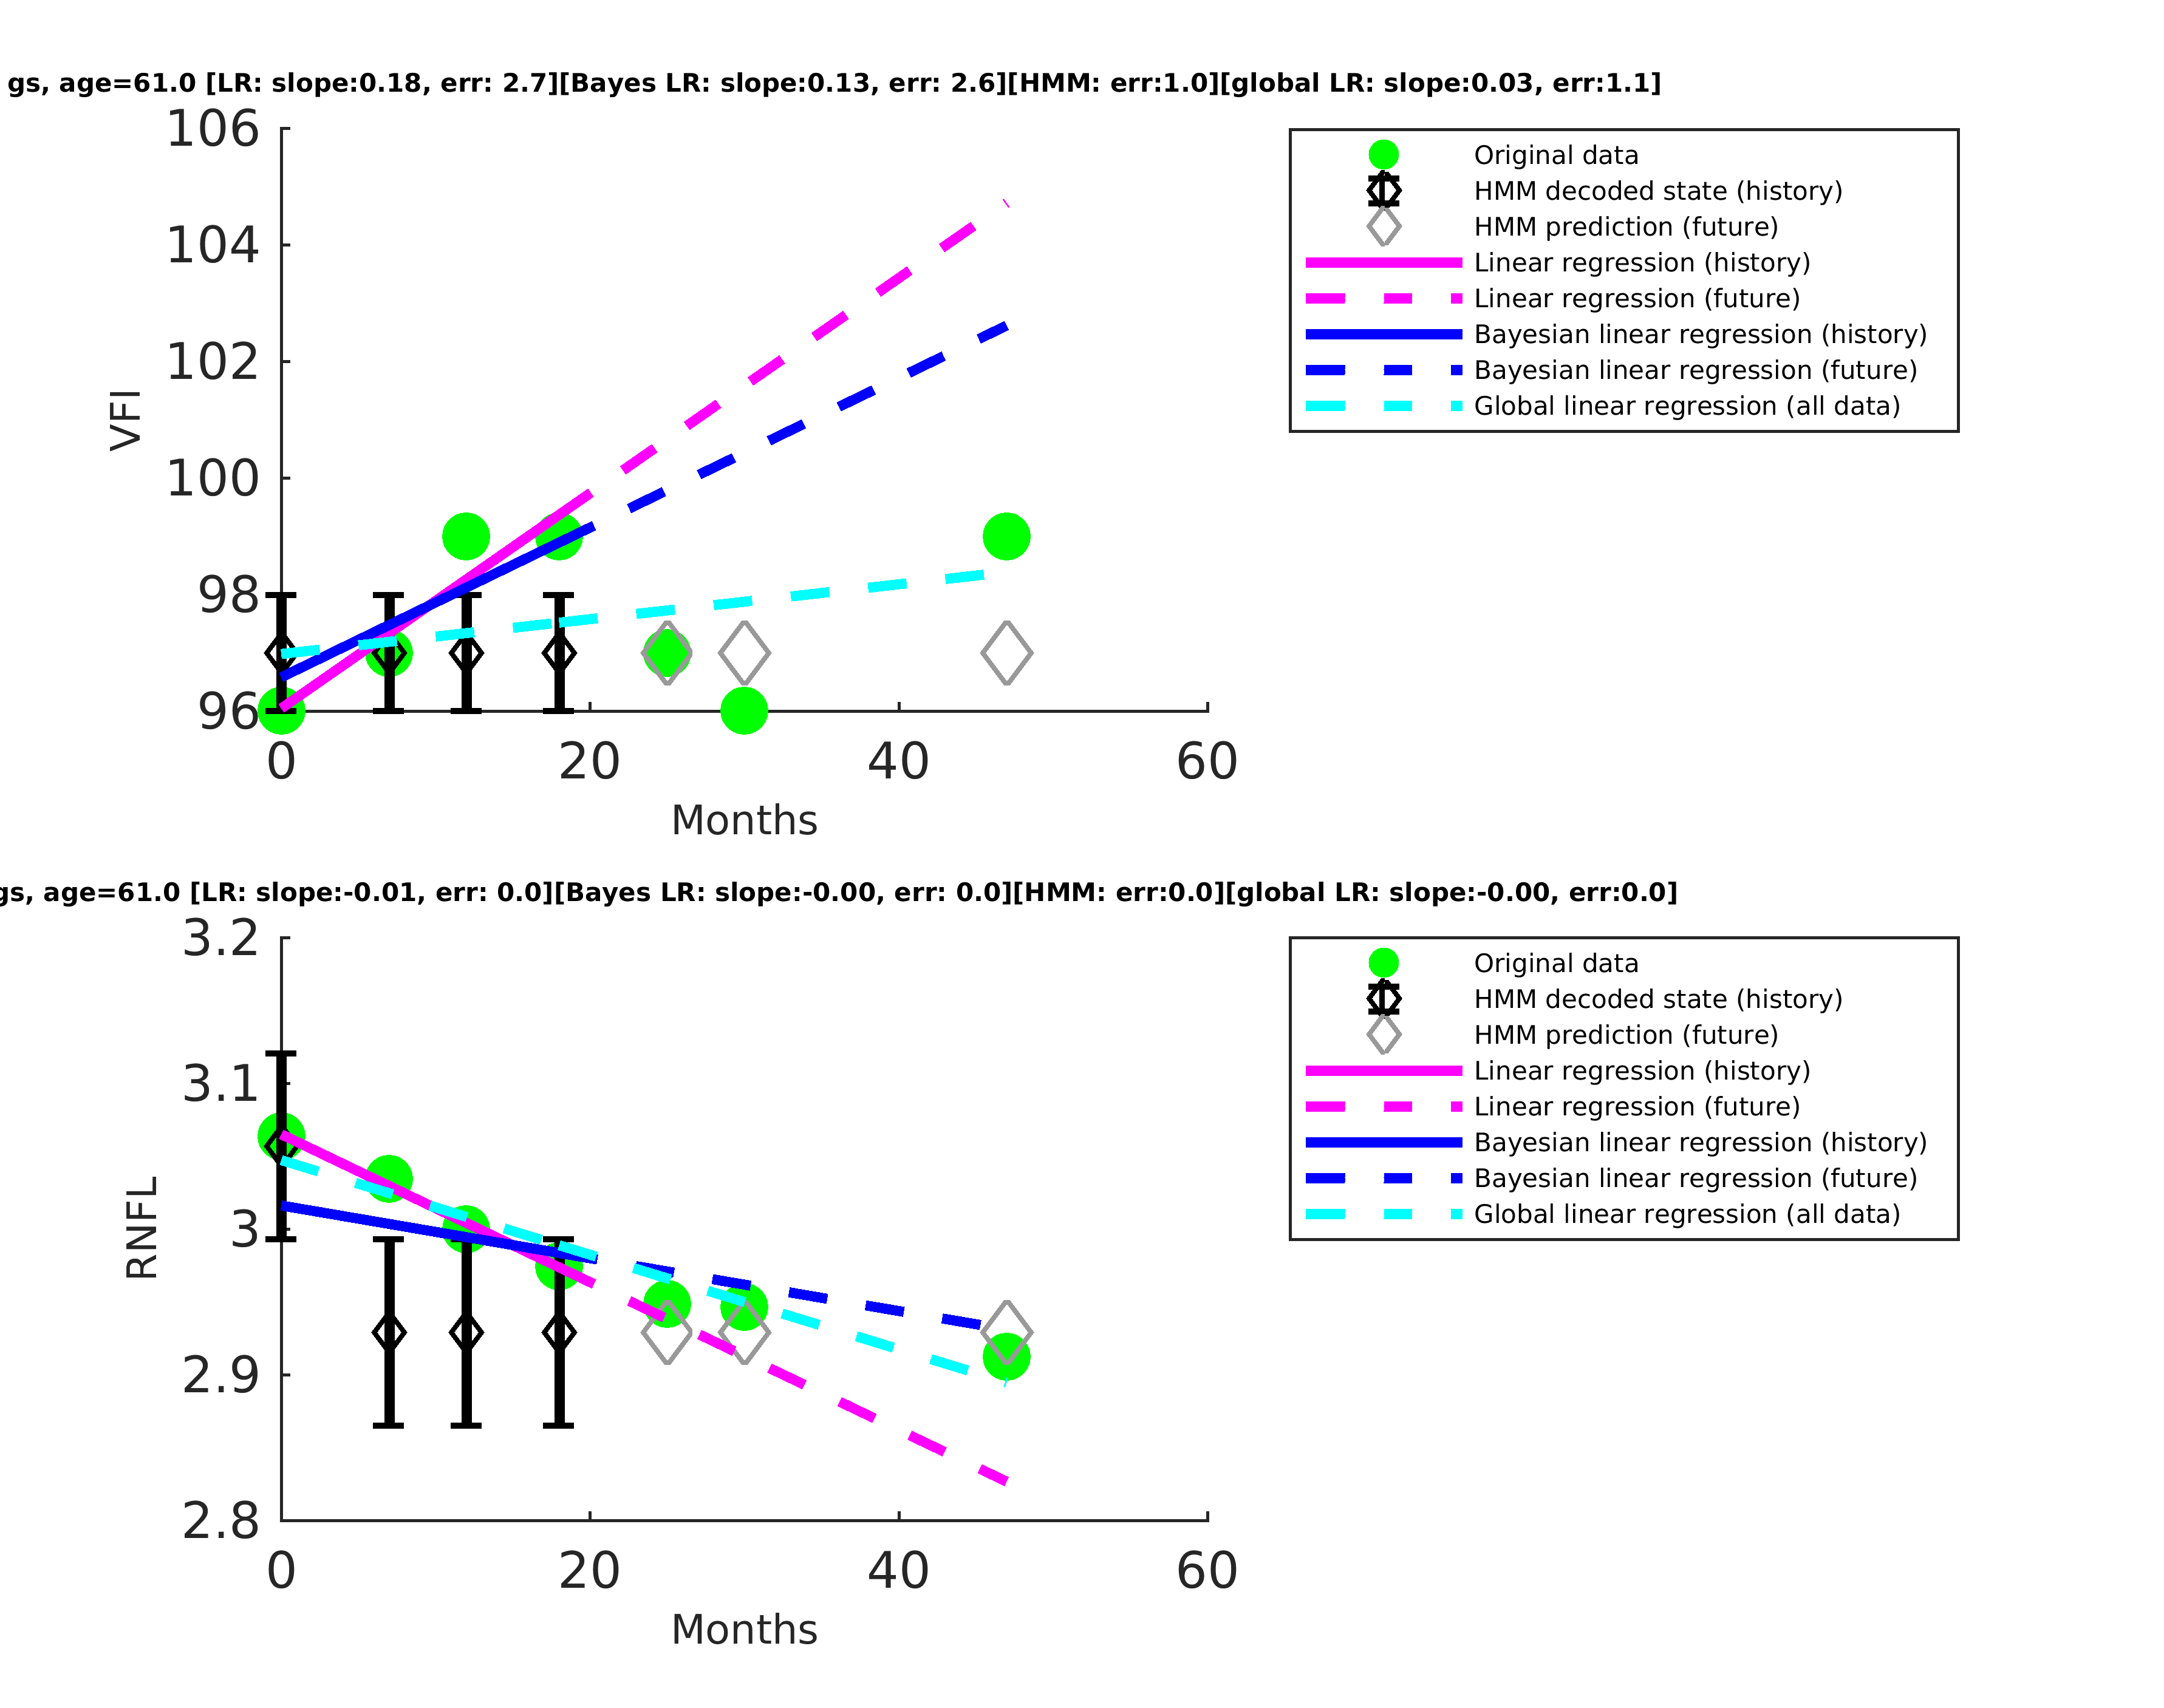 gs, age=61.0 [LR: slope:0.18, err: 2.7][Bayes LR: slope:0.13, err: 2.6][HMM: err:1.0][global LR: slope:0.03, err:1.1]
106
104
102
100
98
96
VFI
0 20 40 60
Months
Original data
HMM decoded state (history)
HMM prediction (future)
Linear regression (history)
Linear regression (future)
Bayesian linear regression (history)
Bayesian linear regression (future)
Global linear regression (all data)
gs, age=61.0 [LR: slope:-0.01, err: 0.0][Bayes LR: slope:-0.00, err: 0.0][HMM: err:0.0][global LR: slope:-0.00, err:0.0]
3.2
3.1
3
2.9
2.8
RNFL
0 20 40 60
Months
Original data
HMM decoded state (history)
HMM prediction (future)
Linear regression (history)
Linear regression (future)
Bayesian linear regression (history)
Bayesian linear regression (future)
Global linear regression (all data)